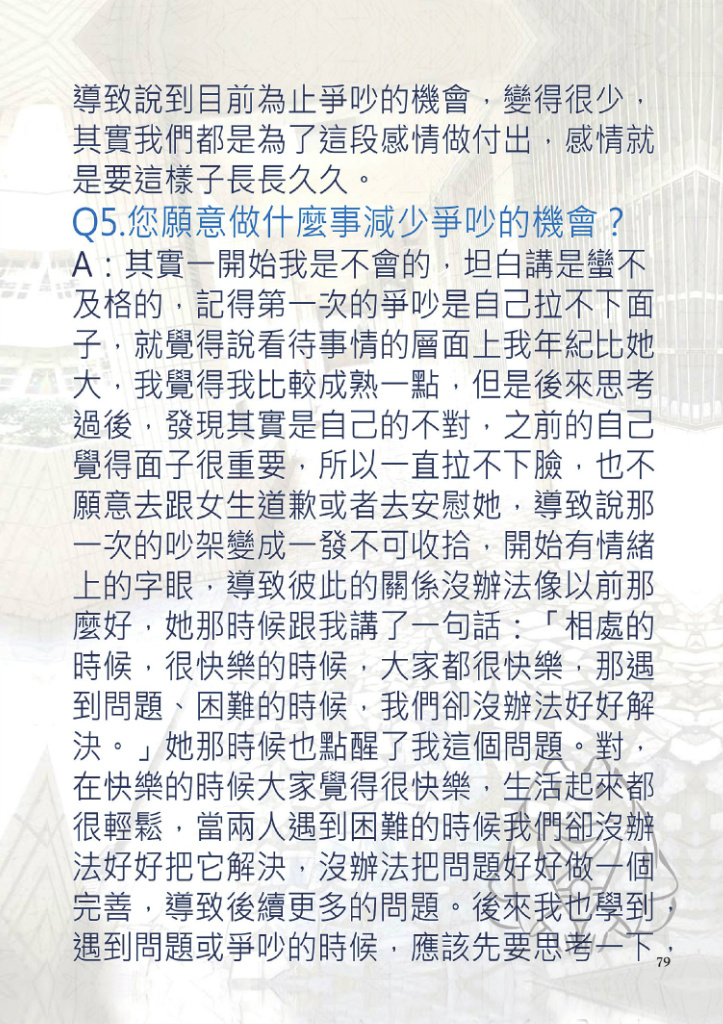 導致說到目前為止爭吵的機會，變得很少，
其實我們都是為了這段感情做付出，感情就
是要這樣子長長久久。
Q5.您願意做什麼事減少爭吵的機會？
A：其實一開始我是不會的，坦白講是蠻不
及格的，記得第一次的爭吵是自己拉不下面
子，就覺得說看待事情的層面上我年紀比她
大，我覺得我比較成熟一點，但是後來思考
過後，發現其實是自己的不對，之前的自己
覺得面子很重要，所以一直拉不下臉，也不
願意去跟女生道歉或者去安慰她，導致說那
一次的吵架變成一發不可收拾，開始有情緒
上的字眼，導致彼此的關係沒辦法像以前那
麼好，她那時候跟我講了一句話：「相處的
時候，很快樂的時候，大家都很快樂，那遇
到問題、困難的時候，我們卻沒辦法好好解
決。」她那時候也點醒了我這個問題。對，
在快樂的時候大家覺得很快樂，生活起來都
很輕鬆，當兩人遇到困難的時候我們卻沒辦
法好好把它解決，沒辦法把問題好好做一個
完善，導致後續更多的問題。後來我也學到，
遇到問題或爭吵的時候，應該先要思考一下，
79